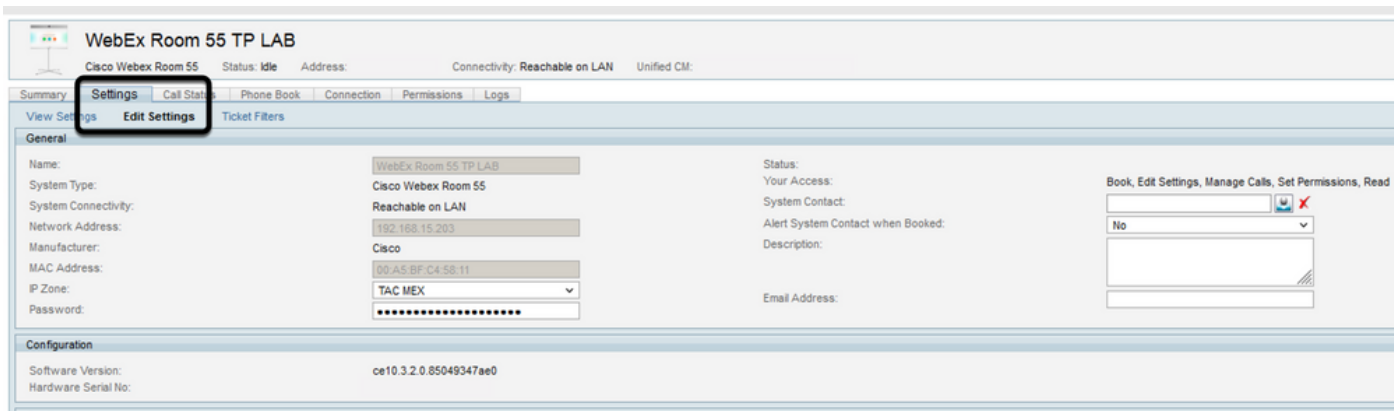 WebEx Room 55 TP LAB
Cisco Webex Room 55 Status: Idle Address: Connectivity: Reachable on LAN Unified CM:
Summary Settings Call Status Phone Book Connection Permissions Logs
View Settings Edit Settings Ticket Filters
General
Name: WebEx Room 55 TP LAB Status:
System Type: Cisco Webex Room 55 Your Access: Book, Edit Settings, Manage Calls, Set Permissions, Read
System Connectivity: Reachable on LAN System Contact:
Network Address: 192.168.15.203 Alert System Contact when Booked: No
Manufacturer: Cisco Description:
MAC Address: 00:A5:BF:C4:58:11
IP Zone: TAC MEX Email Address:
Password: ••••••••••••••••••••
Configuration
Software Version: ce10.3.2.0.85049347ae0
Hardware Serial No: